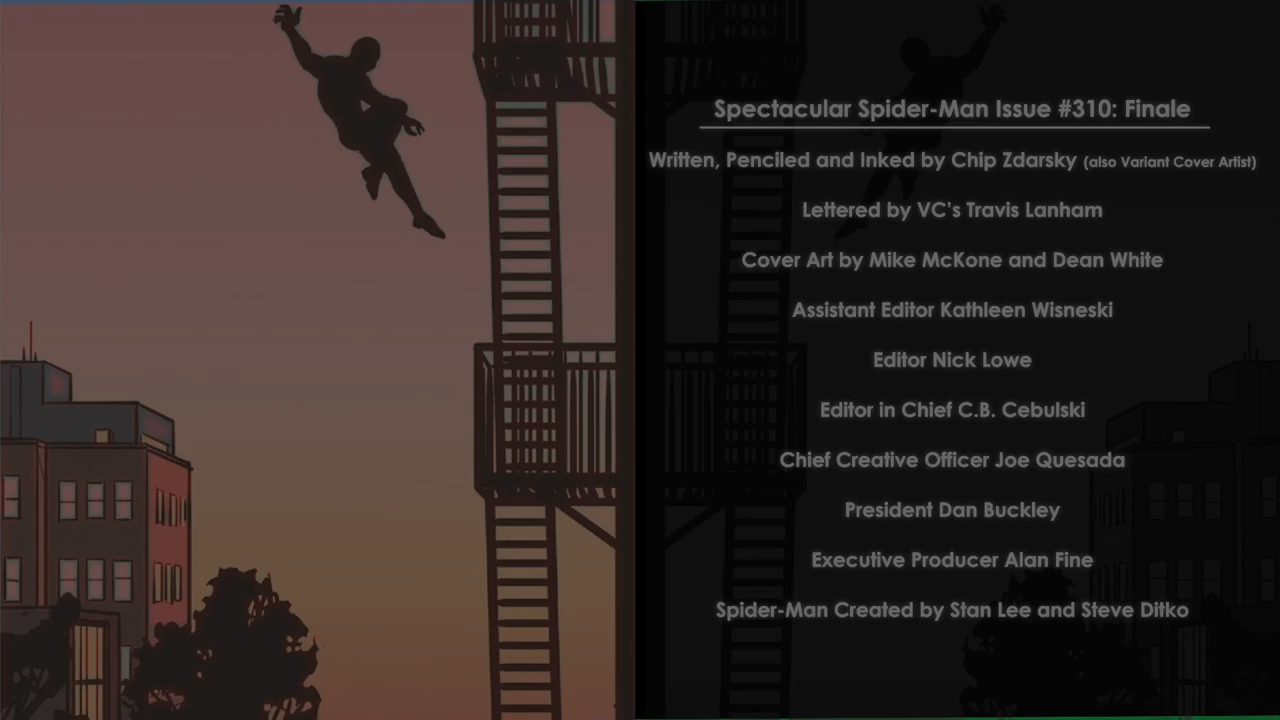 Spectacular Spider-Man Issue #310: Finale
Written, Penciled and Inked by Chip Zdarsky (also Variant Cover Artist)
Lettered by VC's Travis Lanham
Cover Art by Mike McKone and Dean White
Assistant Editor Kathleen Wisneski
Editor Nick Lowe
Editor in Chief C.B. Cebulski
Chief Creative Officer Joe Quesada
President Dan Buckley
Executive Producer Alan Fine
Spider-Man Created by Stan Lee and Steve Ditko